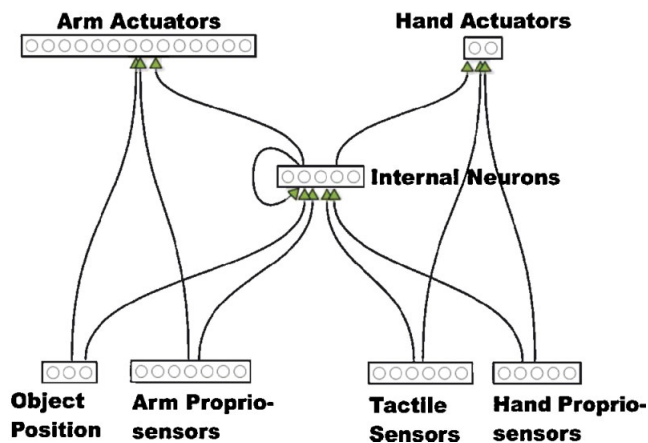 Arm Actuators
Hand Actuators
Internal Neurons
Object
Position
Arm Proprio-
sensors
Tactile
Sensors
Hand Proprio-
sensors